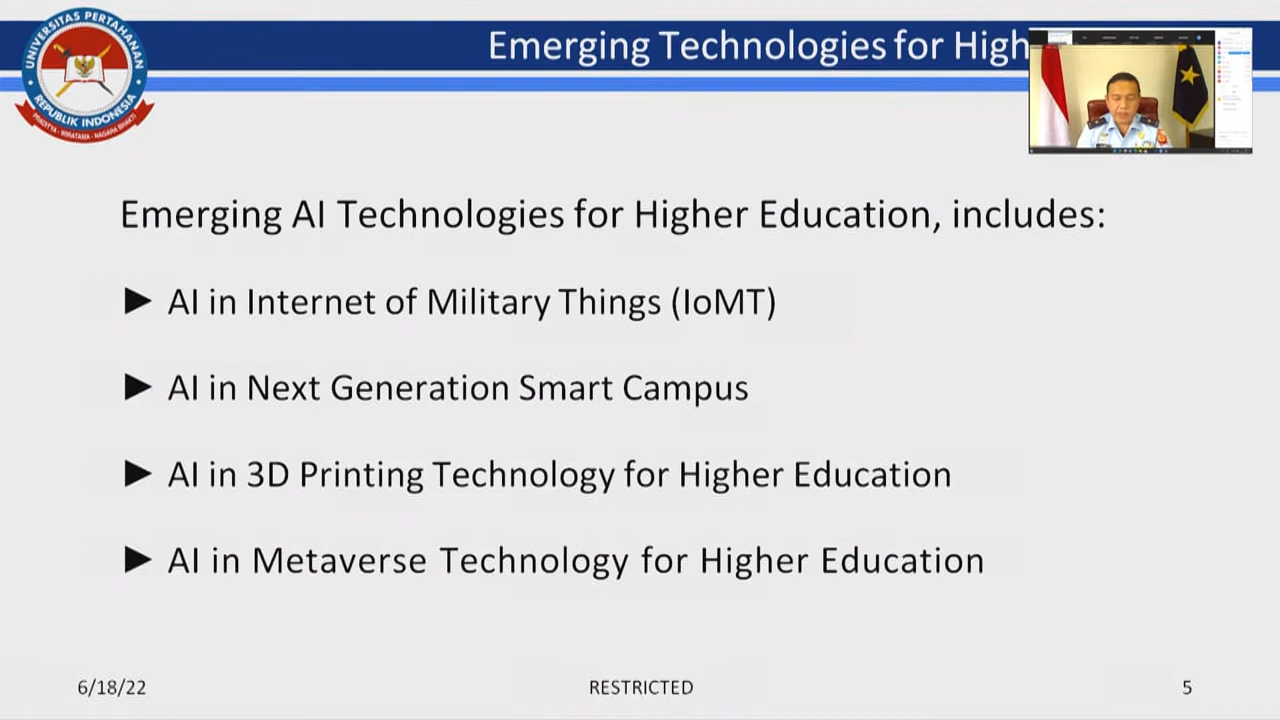 UNIVERSITAS PERTAHANAN
REPUBLIK INDONESIA
Emerging Technologies for High
Emerging AI Technologies for Higher Education, includes:
► AI in Internet of Military Things (IoMT)
► AI in Next Generation Smart Campus
► AI in 3D Printing Technology for Higher Education
► AI in Metaverse Technology for Higher Education
6/18/22
RESTRICTED
5